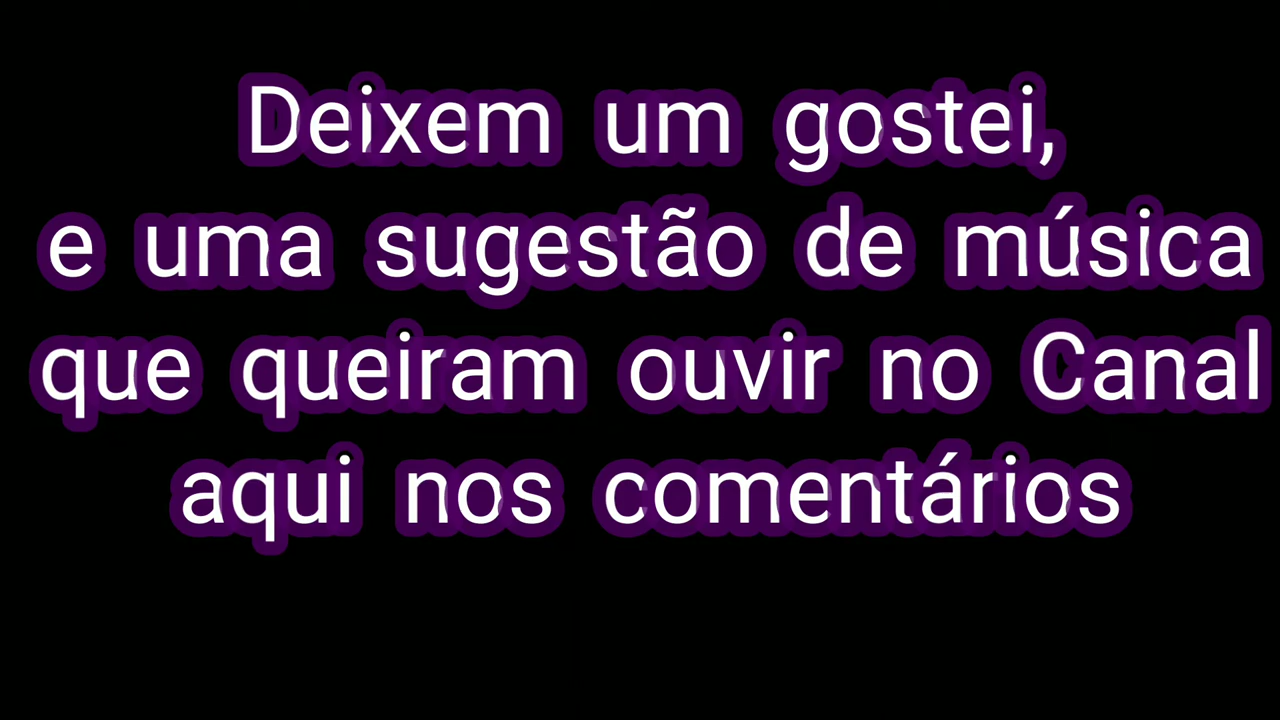 Deixem um gostei,
e uma sugestão de música
que queiram ouvir no Canal
aqui nos comentários